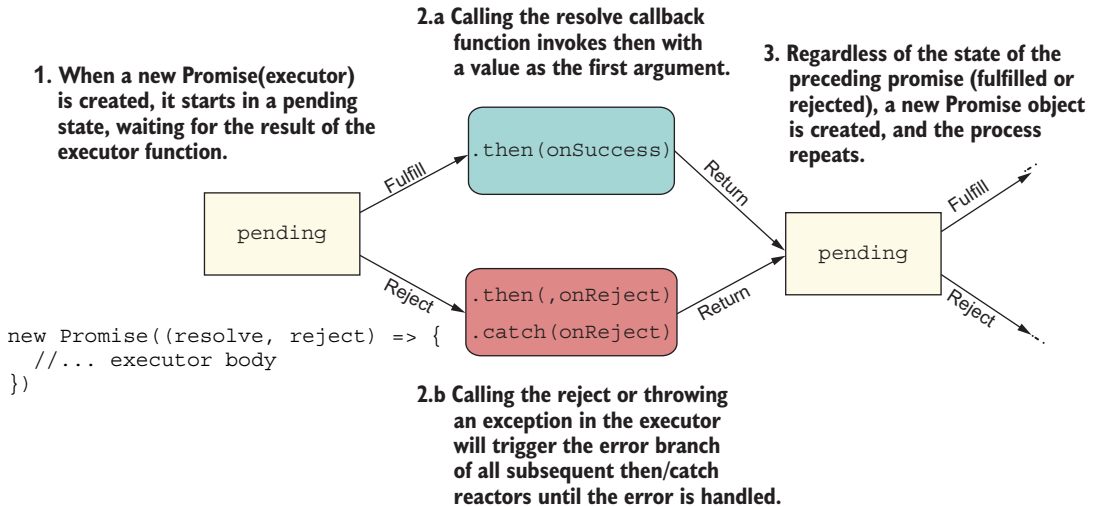 1. When a new Promise(executor)
is created, it starts in a pending
state, waiting for the result of the
executor function.
2.a Calling the resolve callback
function invokes then with
a value as the first argument.
3. Regardless of the state of the
preceding promise (fulfilled or
rejected), a new Promise object
is created, and the process
repeats.
pending
Fulfill
.then(onSuccess)
Return
Reject
.then(,onReject)
.catch(onReject)
Return
pending
Fulfill
Reject
new Promise((resolve, reject) => {
//... executor body
})
2.b Calling the reject or throwing
an exception in the executor
will trigger the error branch
of all subsequent then/catch
reactors until the error is handled.